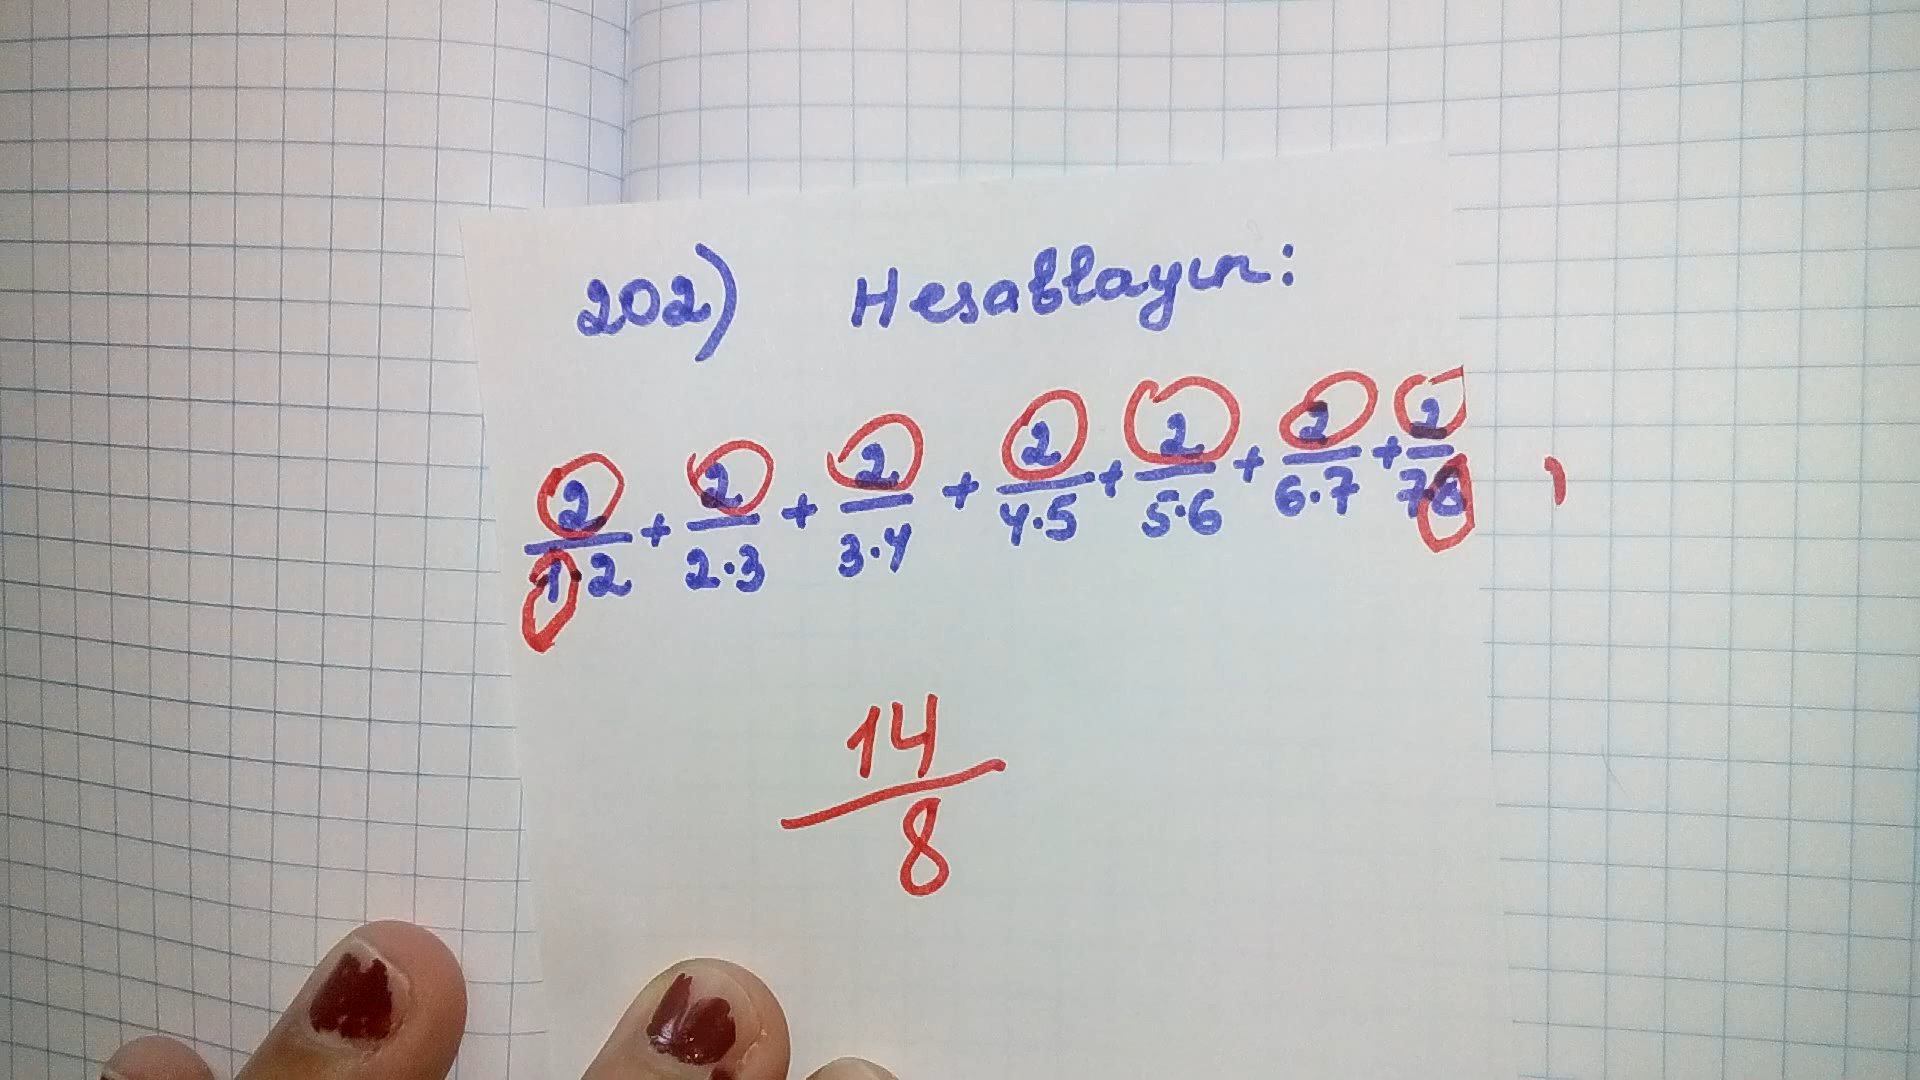 202) Hesablayın:
2/1·2 + 2/2·3 + 2/3·4 + 2/4·5 + 2/5·6 + 2/6·7 + 2/7·8
14/8